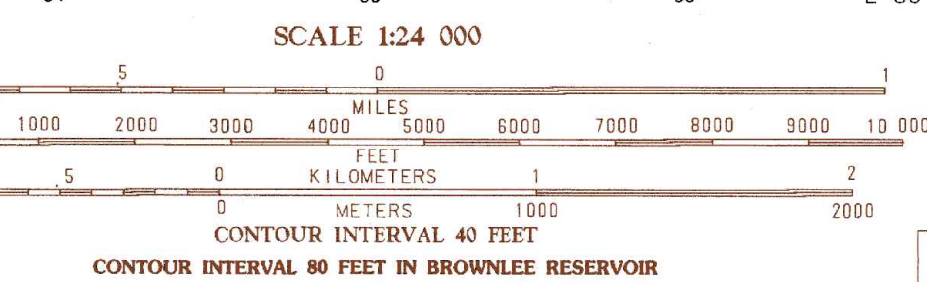 SCALE 1:24 000
.5 0 1
MILES
1000 2000 3000 4000 5000 6000 7000 8000 9000 10 000
FEET
.5 0 KILOMETERS 1 2
0 METERS 1000 2000
CONTOUR INTERVAL 40 FEET
CONTOUR INTERVAL 80 FEET IN BROWNLEE RESERVOIR